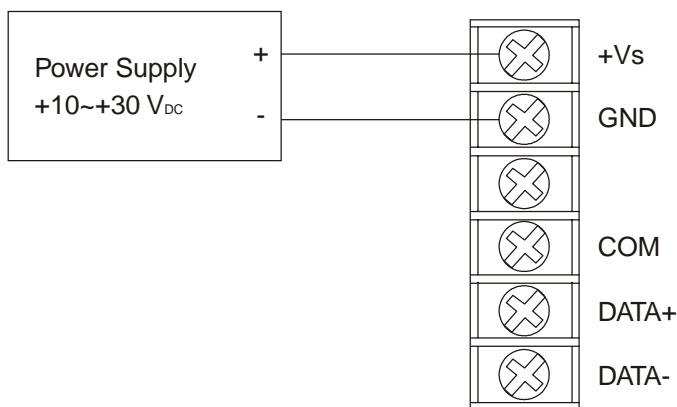 Power Supply
+10~+30 VDC
+
-
+Vs
GND
COM
DATA+
DATA-